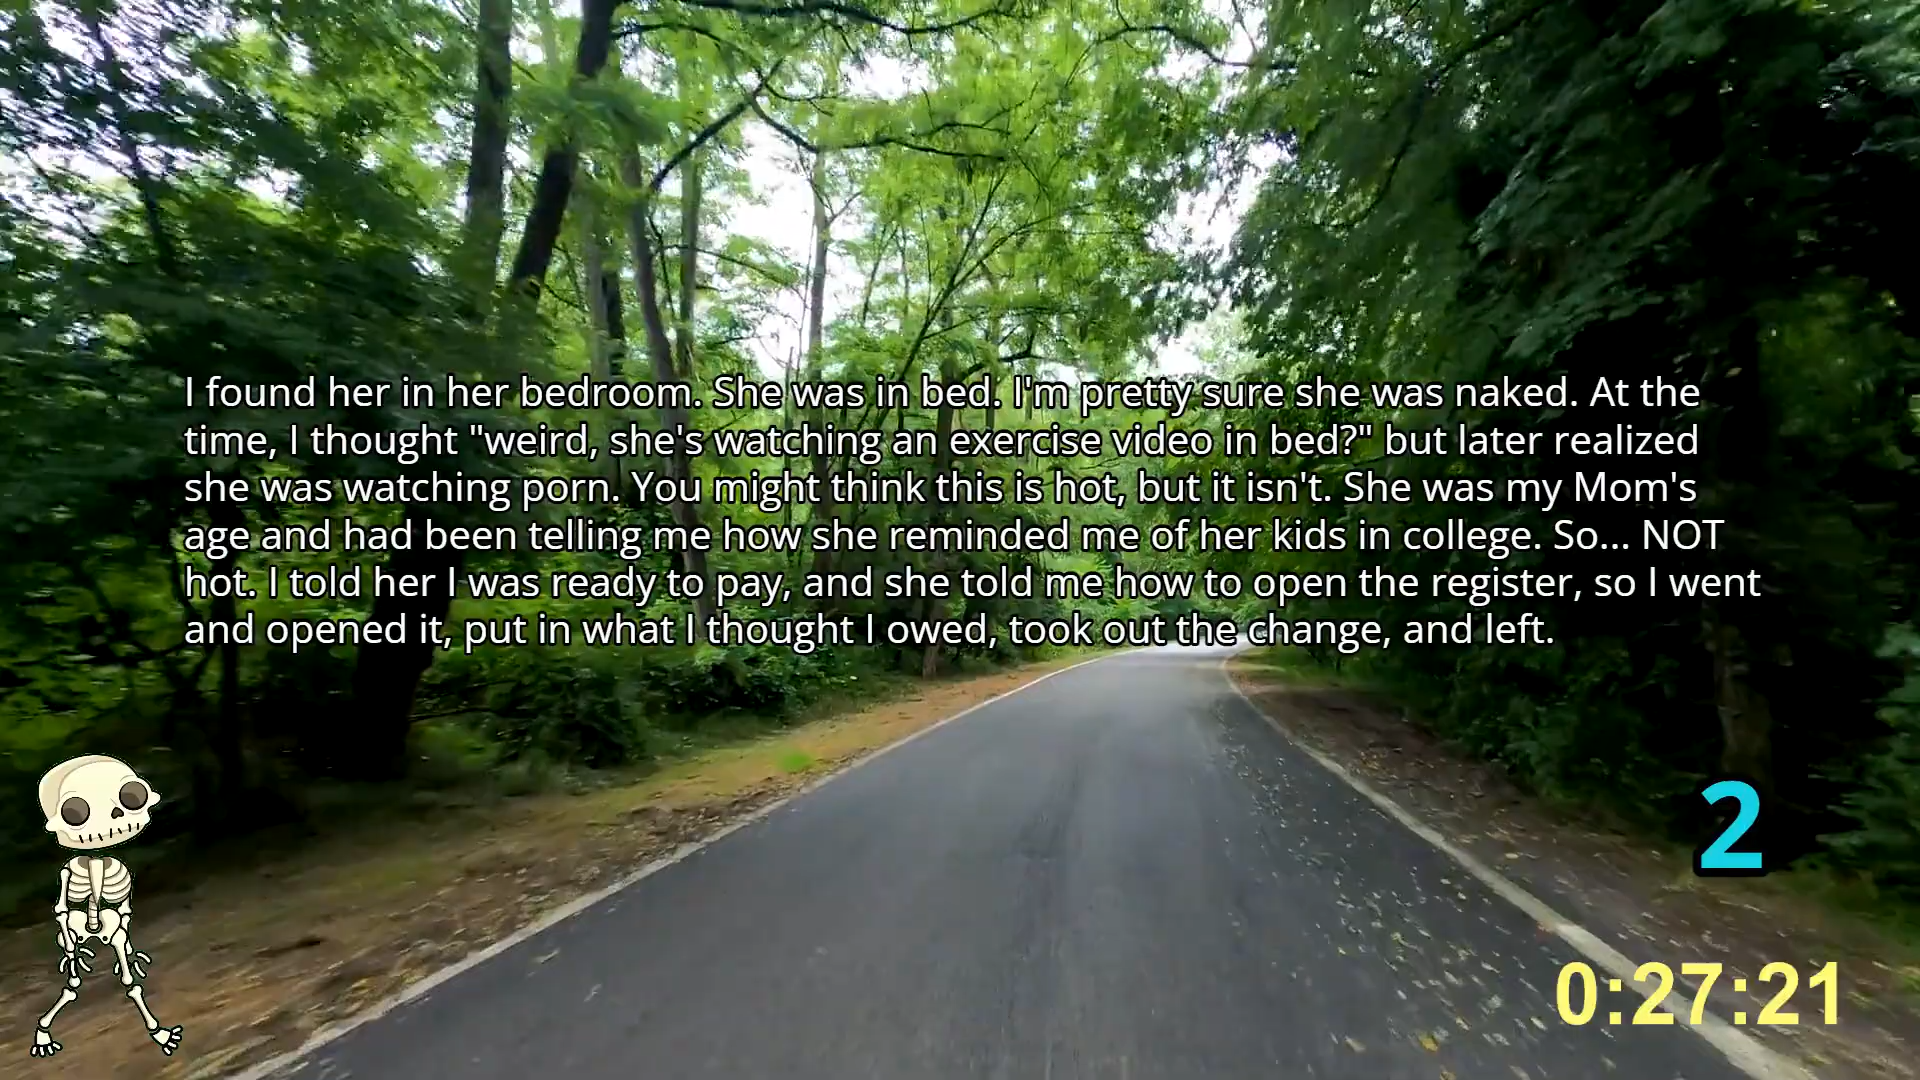 I found her in her bedroom. She was in bed. I'm pretty sure she was naked. At the
time, I thought "weird, she's watching an exercise video in bed?" but later realized
she was watching porn. You might think this is hot, but it isn't. She was my Mom's
age and had been telling me how she reminded me of her kids in college. So... NOT
hot. I told her I was ready to pay, and she told me how to open the register, so I went
and opened it, put in what I thought I owed, took out the change, and left.
2
0:27:21